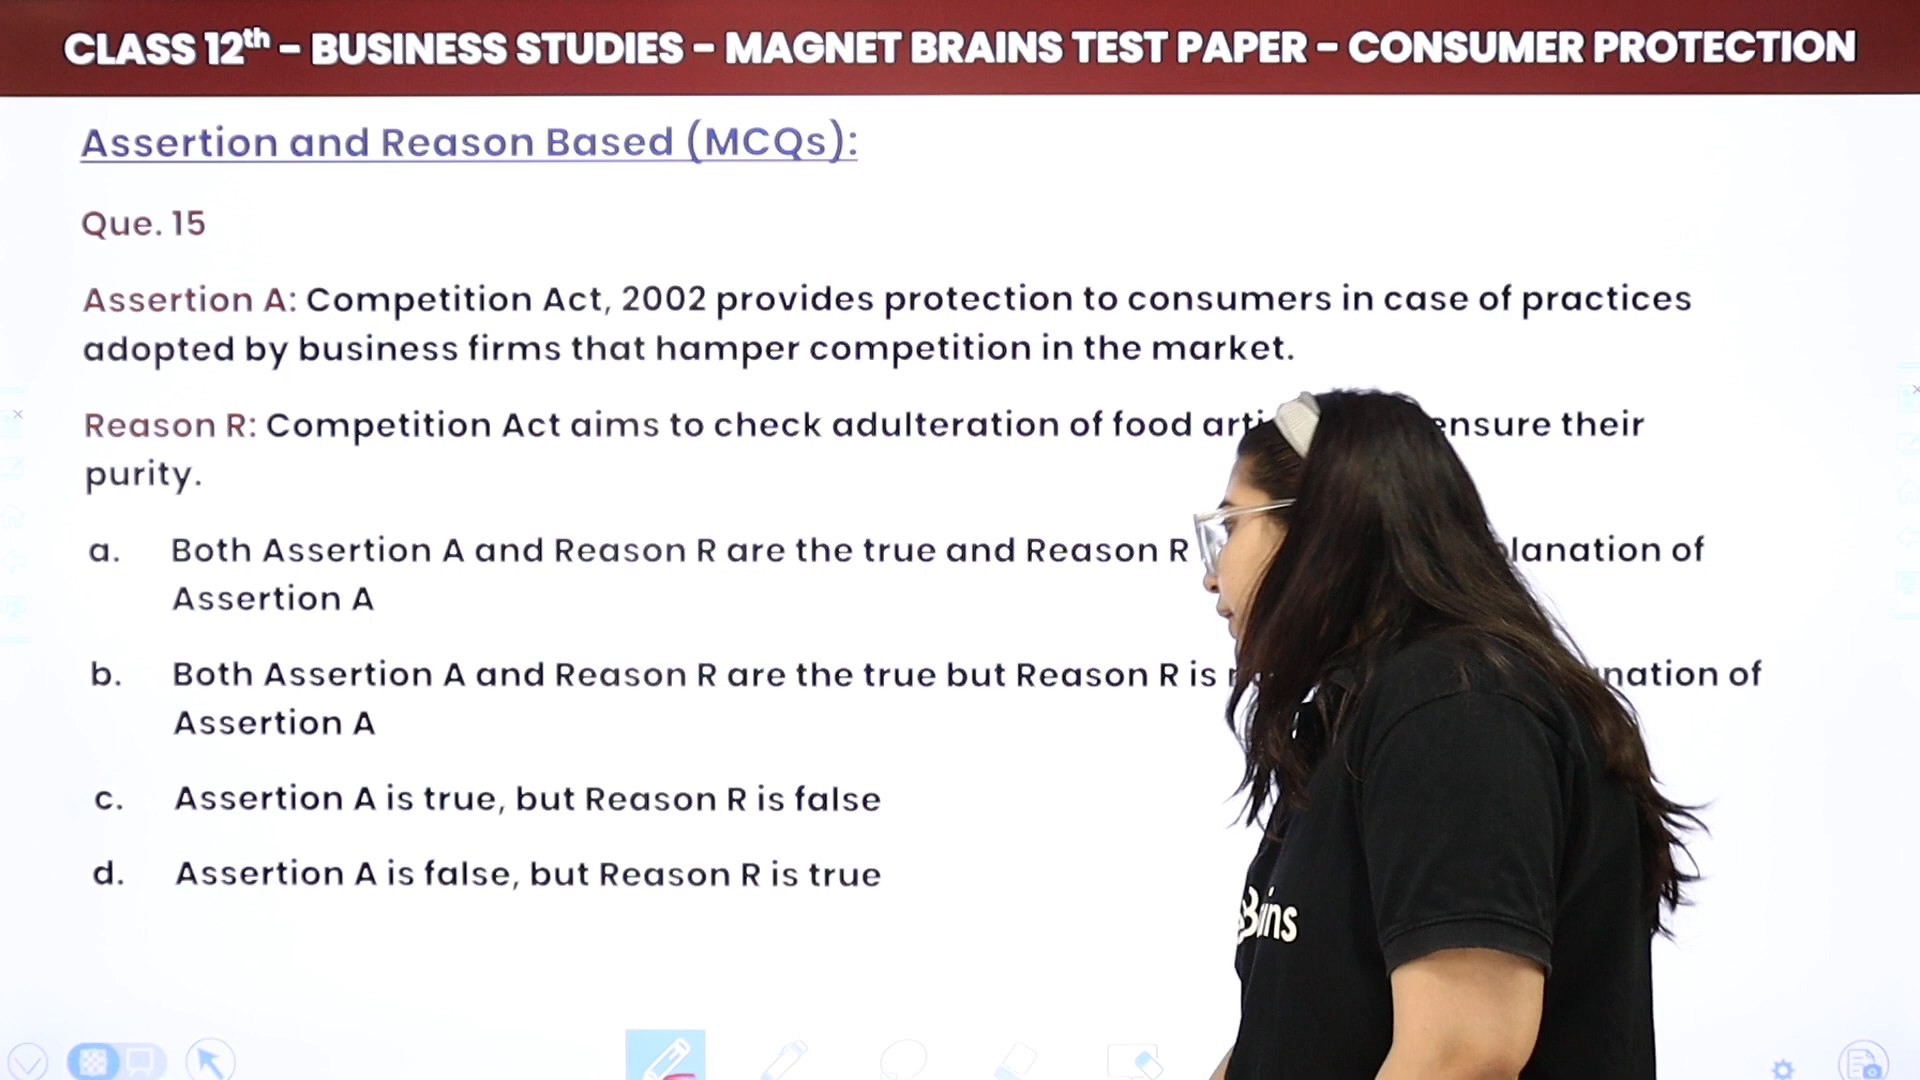 CLASS 12th – BUSINESS STUDIES – MAGNET BRAINS TEST PAPER – CONSUMER PROTECTION
Assertion and Reason Based (MCQs):
Que. 15
Assertion A: Competition Act, 2002 provides protection to consumers in case of practices
adopted by business firms that hamper competition in the market.
Reason R: Competition Act aims to check adulteration of food ensure their
purity.
a. Both Assertion A and Reason R are the true and Reason R of
Assertion A
b. Both Assertion A and Reason R are the true but Reason R is of
Assertion A
c. Assertion A is true, but Reason R is false
d. Assertion A is false, but Reason R is true